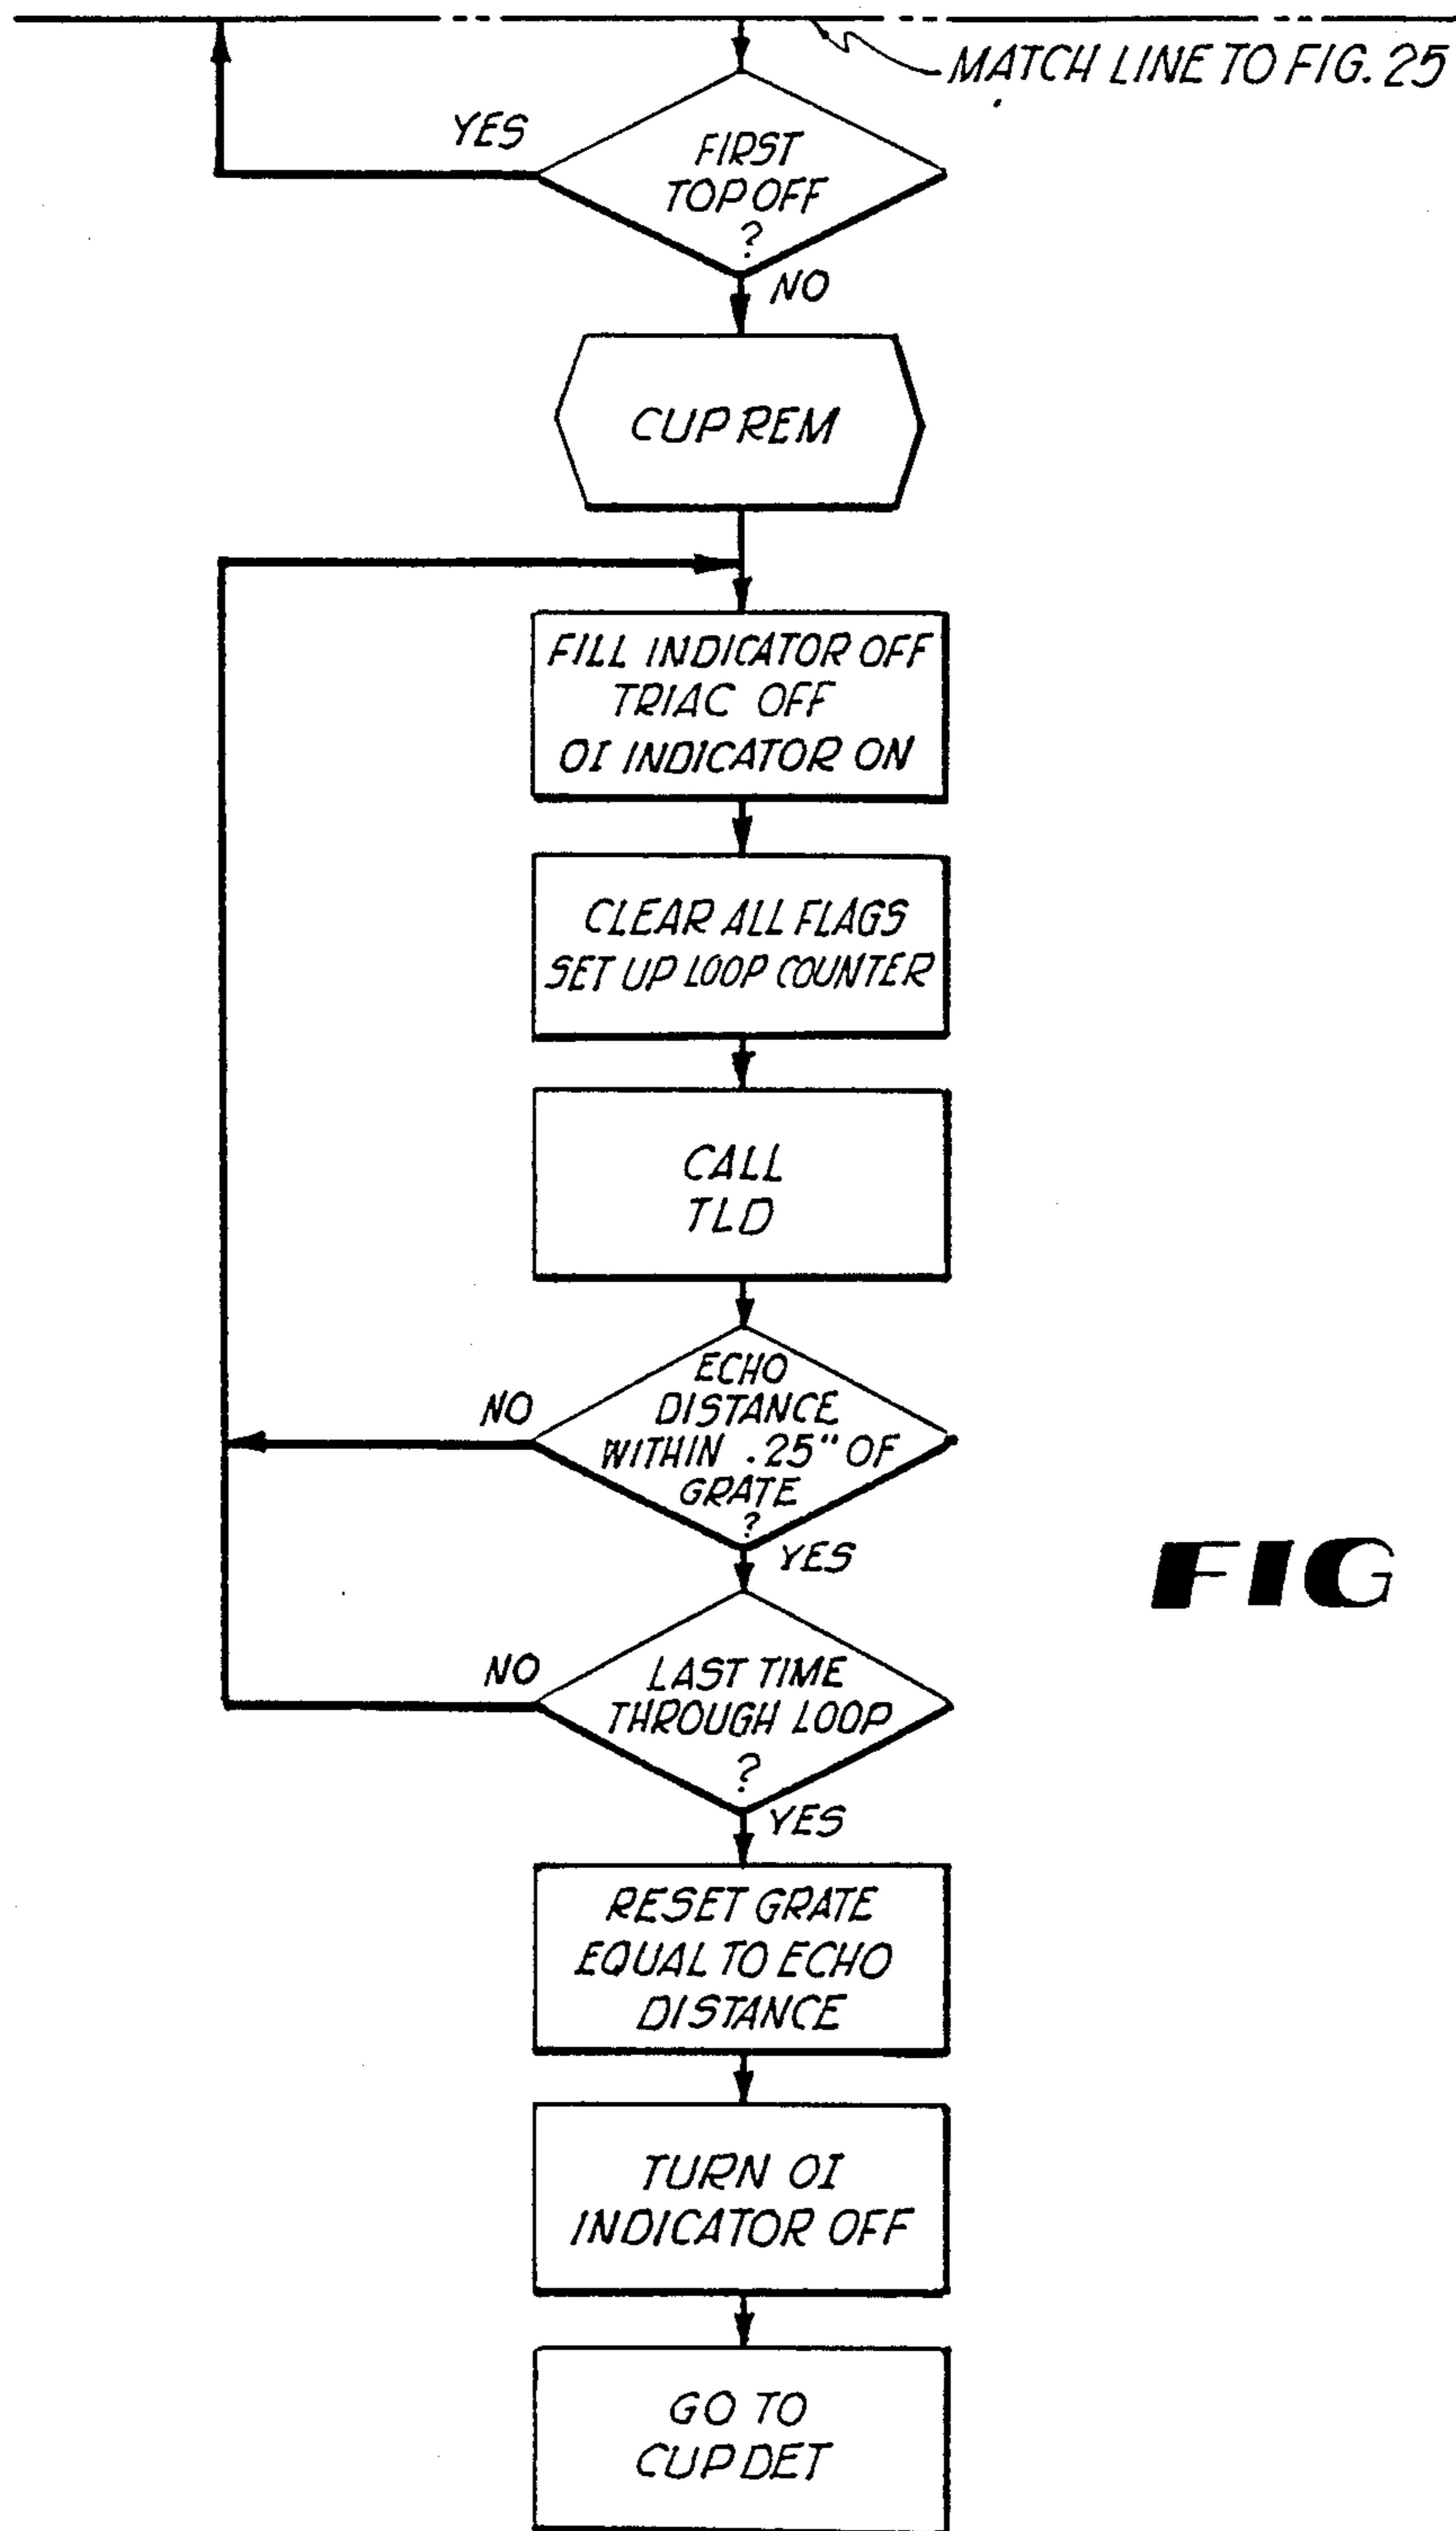 MATCH LINE TO FIG. 25
YES
FIRST
TOP OFF
?
NO
CUP REM
FILL INDICATOR OFF
TRIAC OFF
OI INDICATOR ON
CLEAR ALL FLAGS
SET UP LOOP COUNTER
CALL
TLD
NO
ECHO
DISTANCE
WITHIN .25" OF
GRATE
?
YES
FIG
NO
LAST TIME
THROUGH LOOP
?
YES
RESET GRATE
EQUAL TO ECHO
DISTANCE
TURN OI
INDICATOR OFF
GO TO
CUP DET